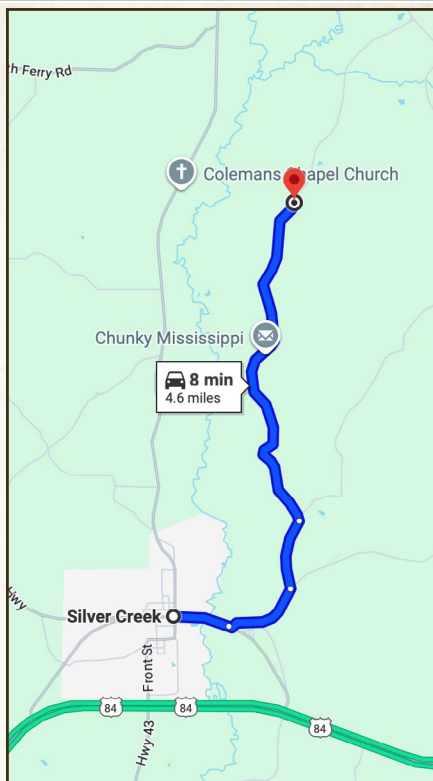 th Ferry Rd
Colemans Chapel Church
Chunky Mississippi
8 min
4.6 miles
Silver Creek
Hwy
Front St
84
84
84
Hwy 43